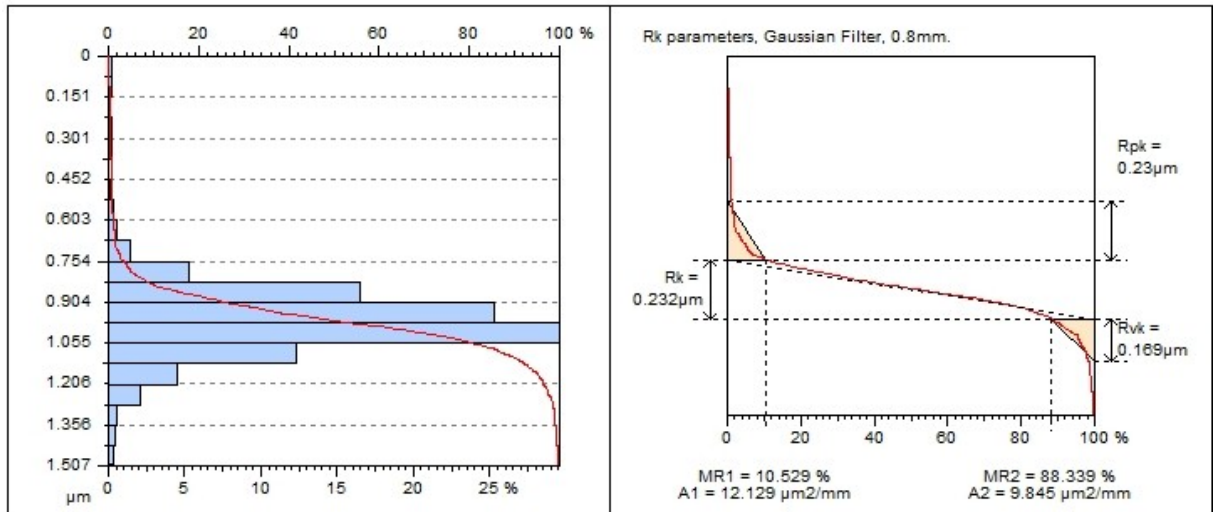 0 20 40 60 80 100 %
0
0.151
0.301
0.452
0.603
0.754
0.904
1.055
1.206
1.356
1.507
µm
0 5 10 15 20 25 %
Rk parameters, Gaussian Filter, 0.8mm.
Rpk =
0.23µm
Rk =
0.232µm
Rvk =
0.169µm
0 20 40 60 80 100 %
MR1 = 10.529 % MR2 = 88.339 %
A1 = 12.129 µm2/mm A2 = 9.845 µm2/mm